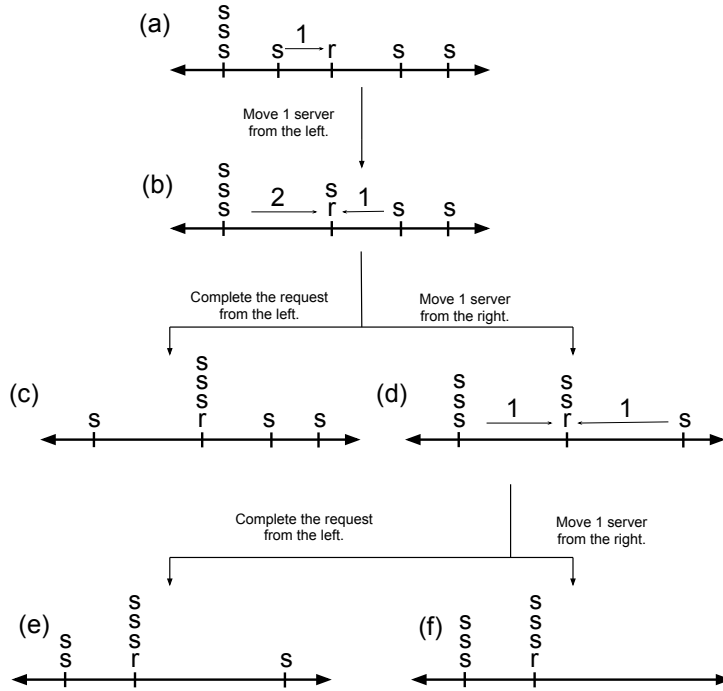 (a)
s
s
s s 1 r s s
Move 1 server
from the left.
(b)
s
s s
s 2 r 1 s s
Complete the request
from the left.
Move 1 server
from the right.
(c)
s
s
s
s r s s
(d)
s s
s s
s 1 r 1 s
Complete the request
from the left.
Move 1 server
from the right.
(e)
s
s
s s
s r s
(f)
s
s s
s s
s r